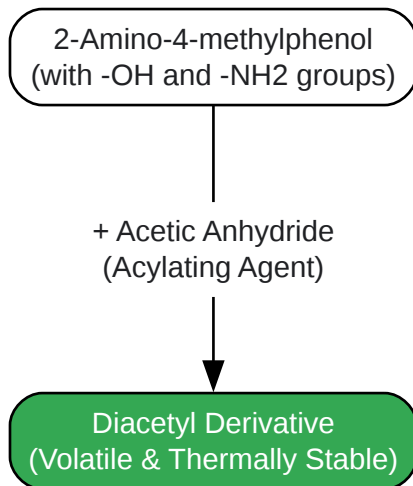 2-Amino-4-methylphenol
(with -OH and -NH2 groups)
+ Acetic Anhydride
(Acylating Agent)
Diacetyl Derivative
(Volatile & Thermally Stable)